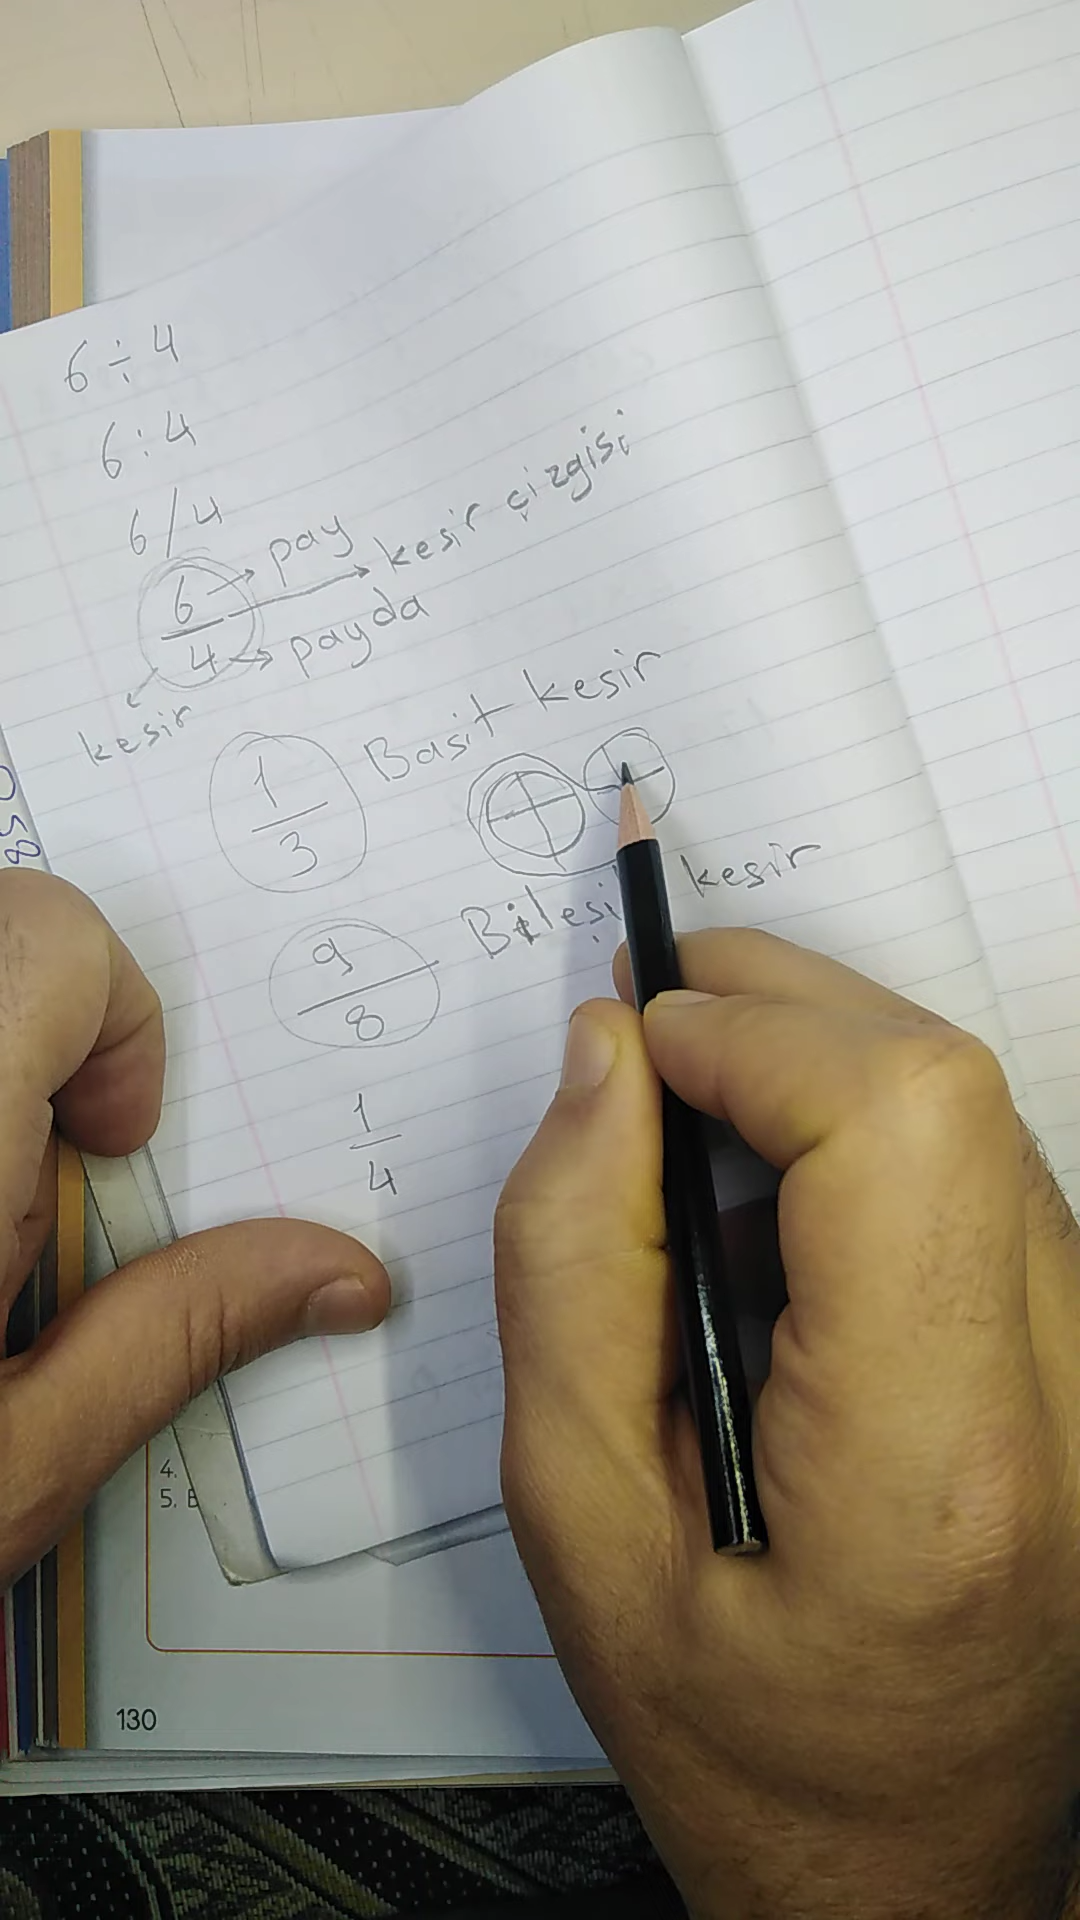 6 ÷ 4
6 : 4
6 / 4
6/4 → pay → kesir çizgisi → payda
kesir
1/3 Basit kesir
9/8 Bileşi kesir
1/4
058
4.
5. E
130